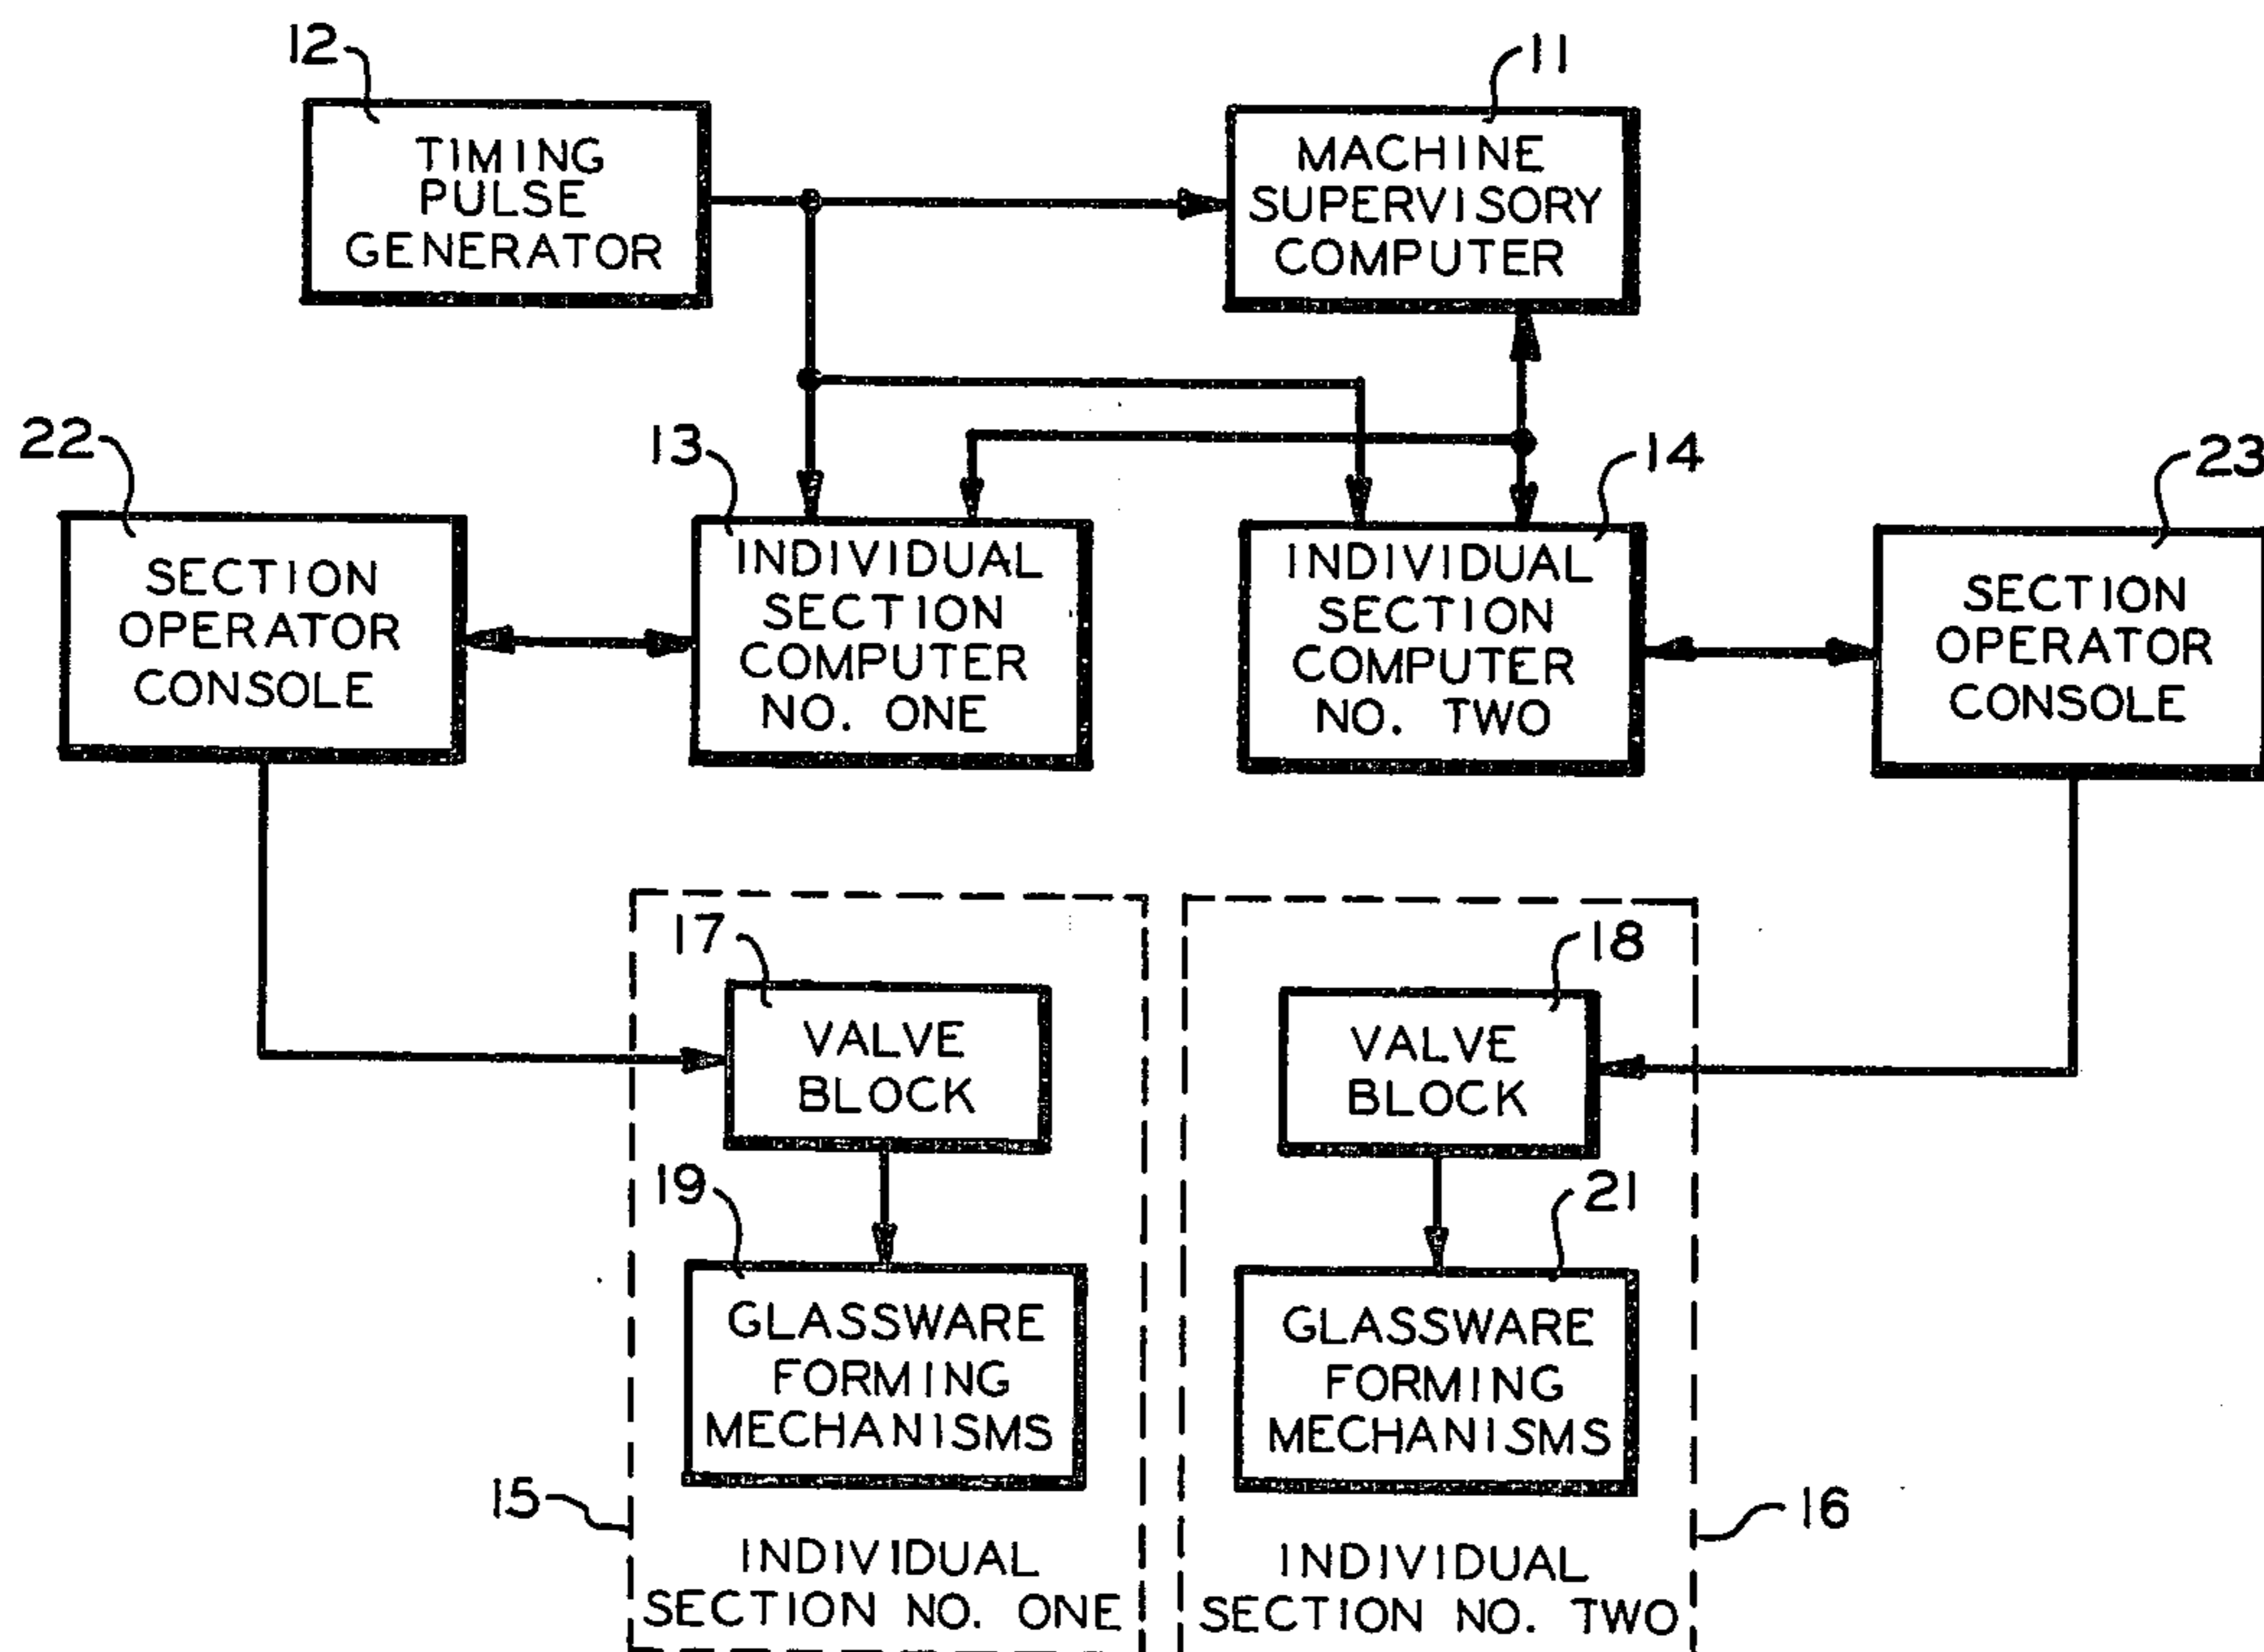 12
11
TIMING
PULSE
GENERATOR
MACHINE
SUPERVISORY
COMPUTER
22
13
14
23
SECTION
OPERATOR
CONSOLE
INDIVIDUAL
SECTION
COMPUTER
NO. ONE
INDIVIDUAL
SECTION
COMPUTER
NO. TWO
SECTION
OPERATOR
CONSOLE
17
18
VALVE
BLOCK
VALVE
BLOCK
19
21
GLASSWARE
FORMING
MECHANISMS
GLASSWARE
FORMING
MECHANISMS
15
16
INDIVIDUAL
SECTION NO. ONE
INDIVIDUAL
SECTION NO. TWO